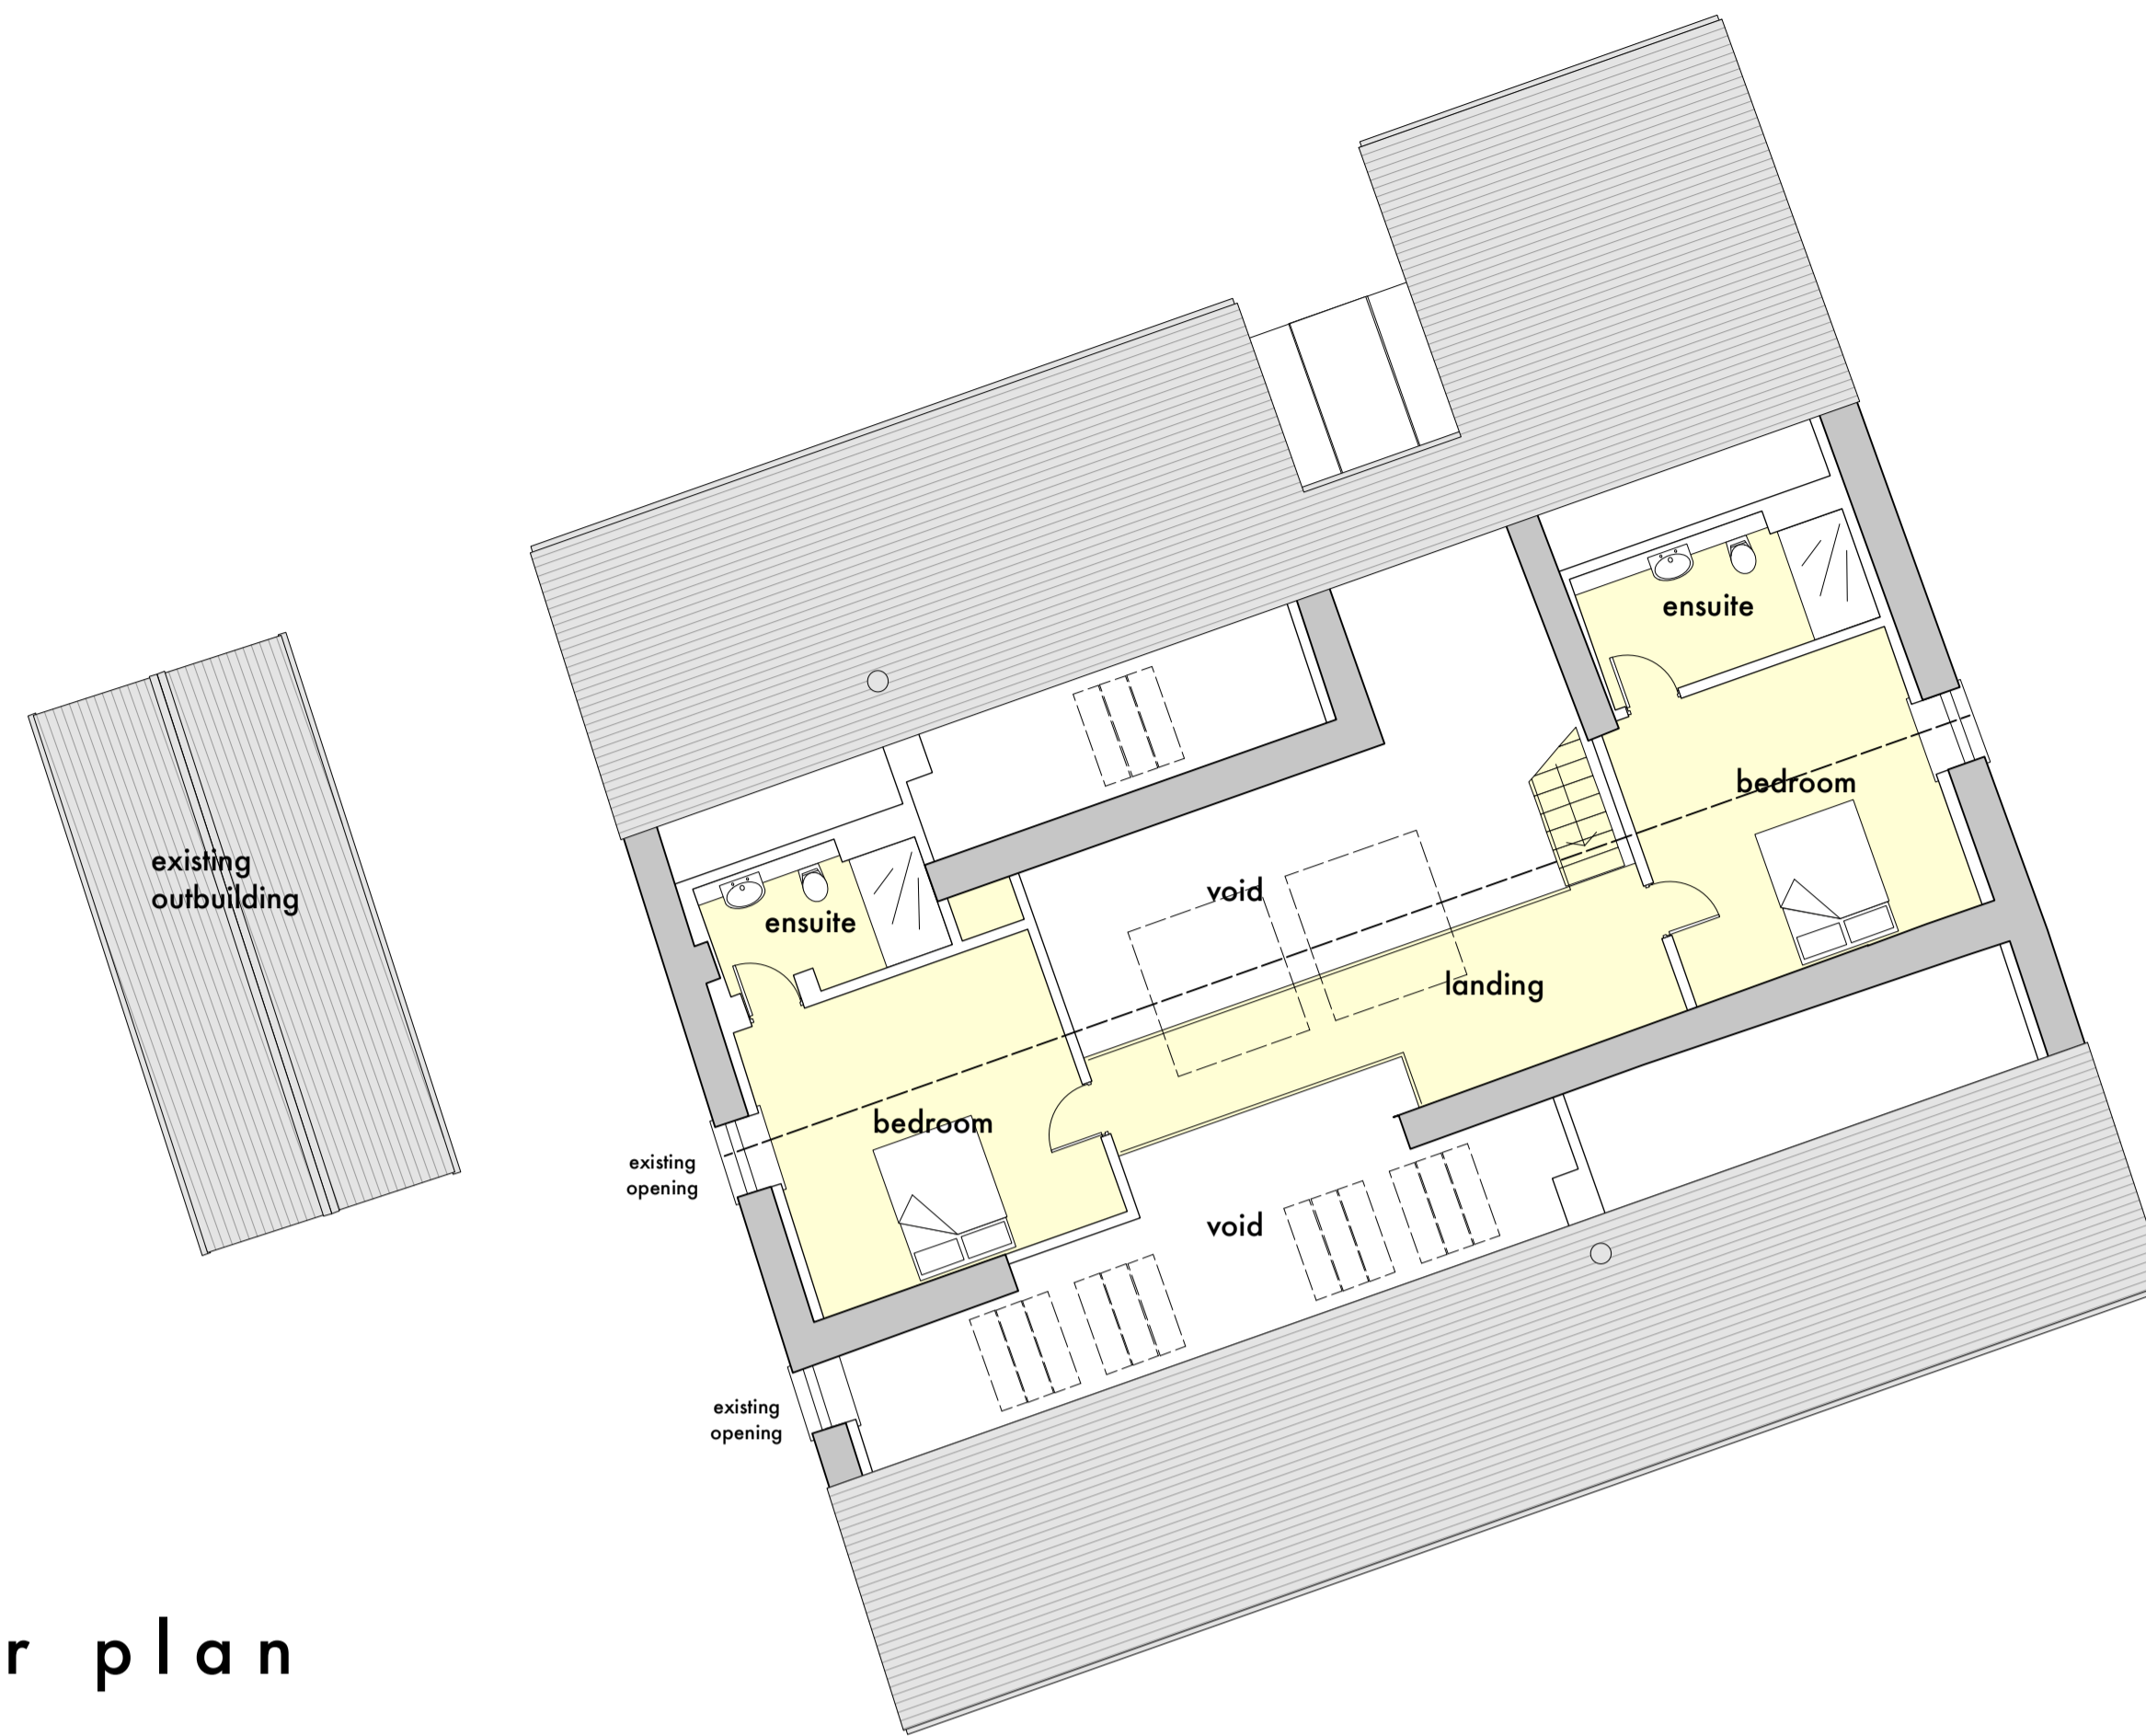 ensuite
bedroom
existing
outbuilding
void
ensuite
landing
bedroom
existing
opening
void
existing
opening
r plan